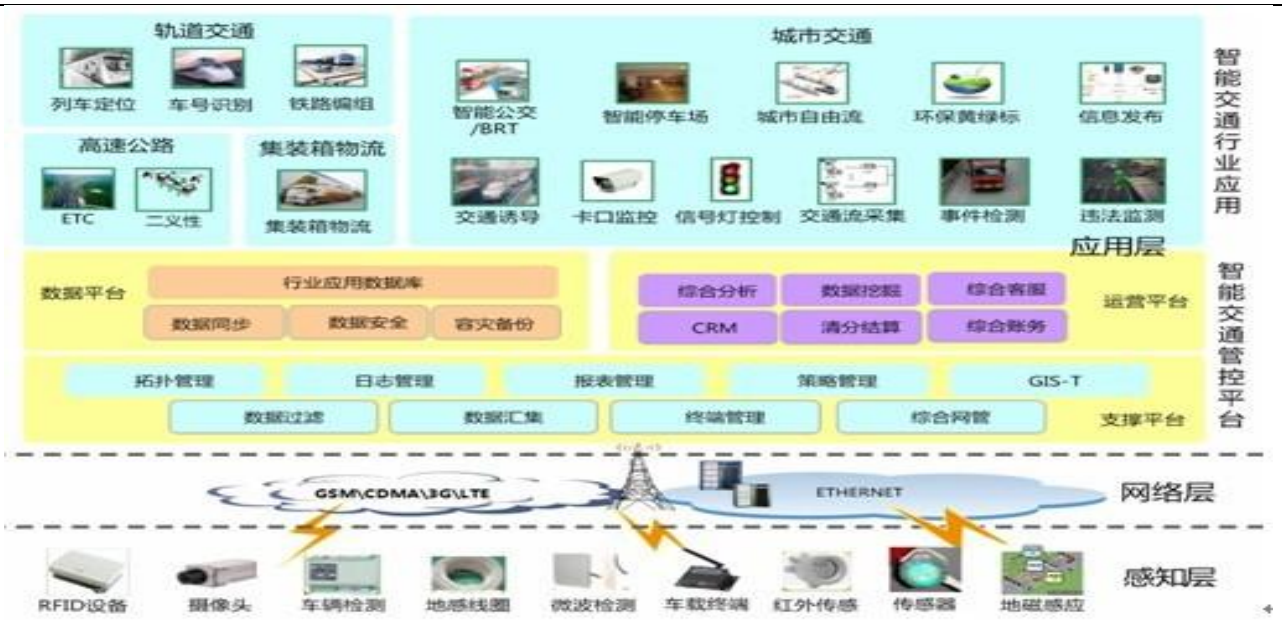 轨道交通
列车定位
车号识别
铁路编组
高速公路
ETC
二义性
集装箱物流
集装箱物流
城市交通
智能公交
/BRT
智能停车场
城市自由流
环保黄绿标
信息发布
交通诱导
卡口监控
信号灯控制
交通流采集
事件检测
违法监测
应用层
智能交通行业应用
数据平台
行业应用数据库
数据同步
数据安全
容灾备份
综合分析
数据挖掘
综合客服
CRM
清分结算
综合账务
运营平台
智能交通管控平台
拓扑管理
日志管理
报表管理
策略管理
GIS-T
数据过滤
数据汇集
终端管理
综合网管
支撑平台
GSM\CDMA\3G\LTE
ETHERNET
网络层
RFID设备
摄像头
车辆检测
地感线圈
微波检测
车载终端
红外传感
传感器
地磁感应
感知层